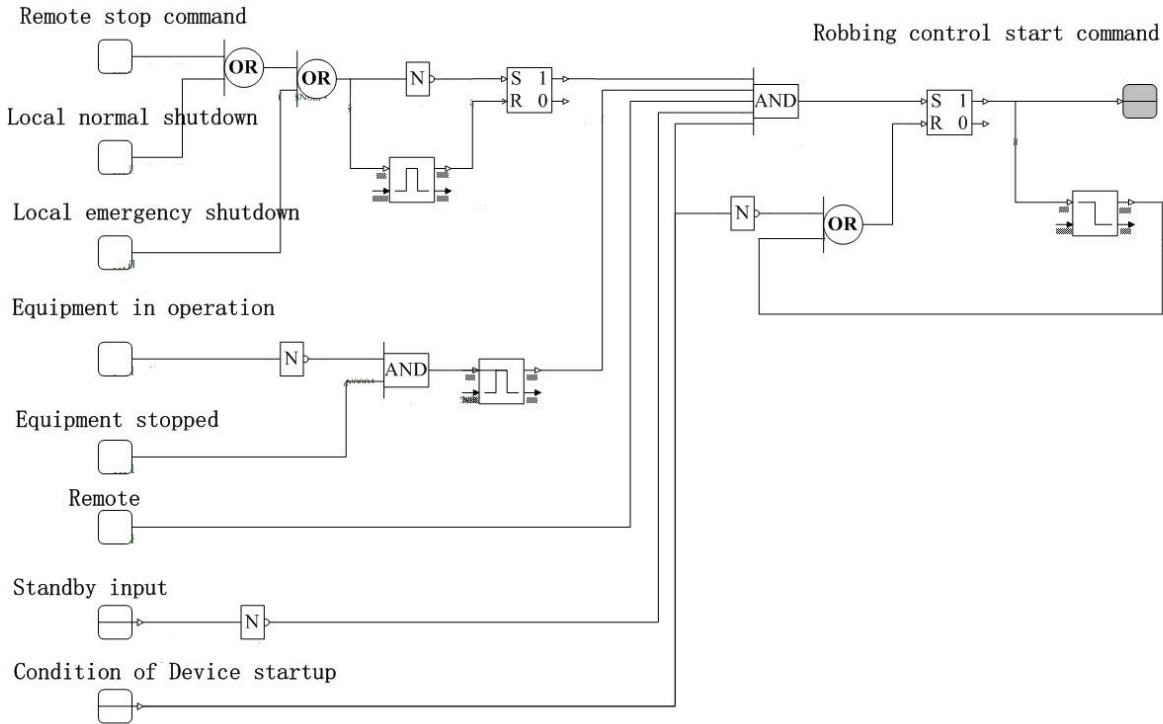 Remote stop command
Robbing control start command
OR
OR
N
S 1
R 0
AND
S 1
R 0
Local normal shutdown
Local emergency shutdown
N
OR
Equipment in operation
N
AND
Equipment stopped
Remote
Standby input
N
Condition of Device startup